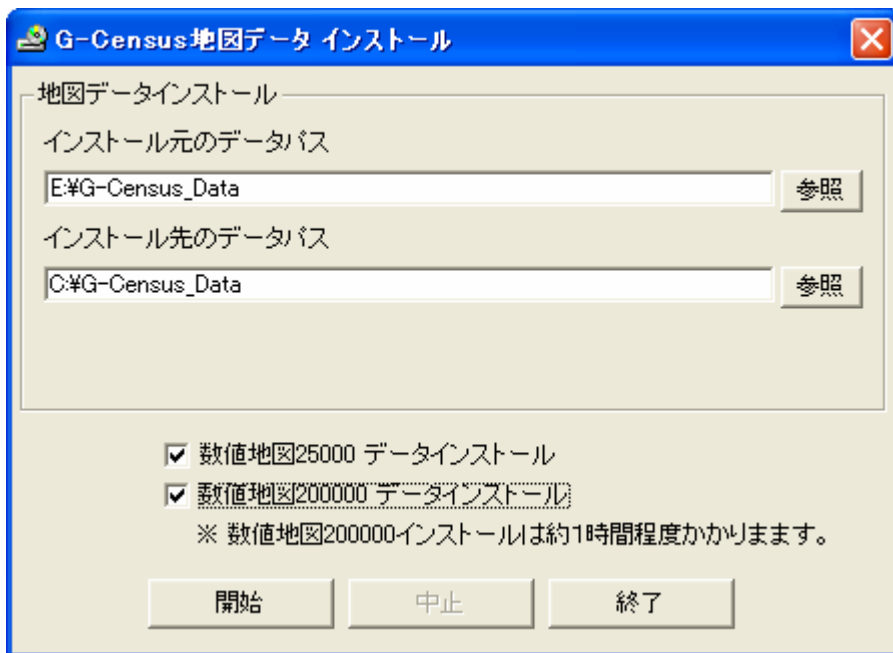 G-Census地図データ インストール
地図データインストール
インストール元のデータパス
E:¥G-Census_Data
参照
インストール先のデータパス
C:¥G-Census_Data
参照
数値地図25000 データインストール
数値地図200000 データインストール
※ 数値地図200000インストールは約1時間程度かかりまます。
開始
中止
終了